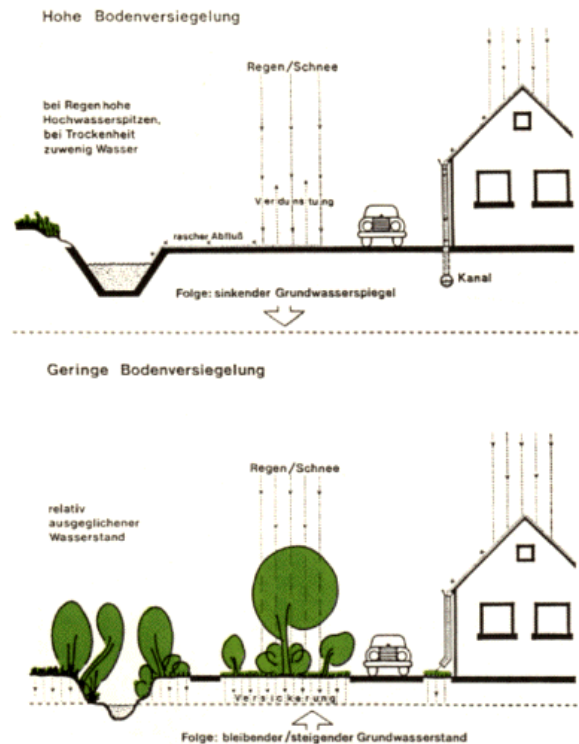 Hohe Bodenversiegelung
Regen/Schnee
bei Regen hohe
Hochwasserspitzen,
bei Trockenheit
zuwenig Wasser
Verdunstung
rascher Abfluß
Kanal
Folge: sinkender Grundwasserspiegel
Geringe Bodenversiegelung
Regen/Schnee
relativ
ausgeglichener
Wasserstand
Versickerung
Folge: bleibender/steigender Grundwasserstand